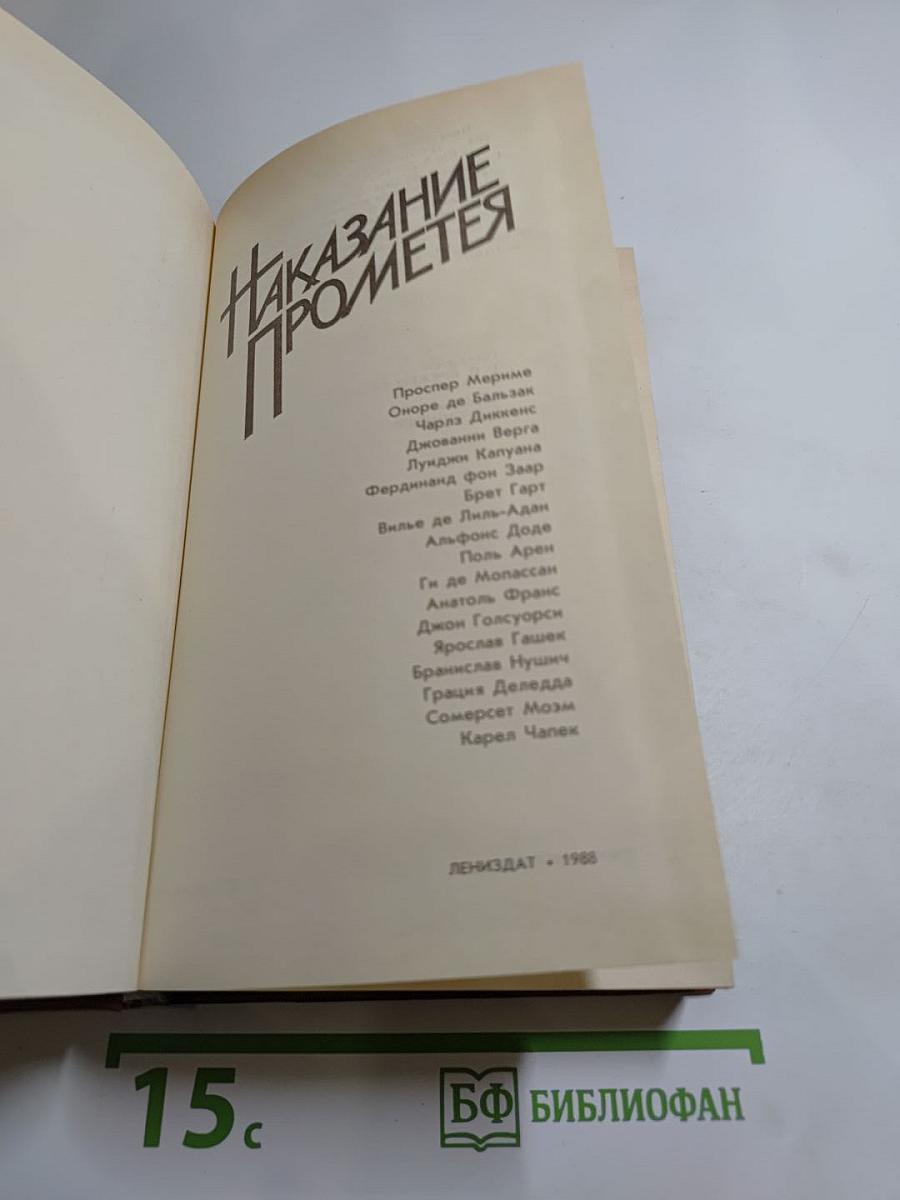 НАКАЗАНИЕ
ПРОМЕТЕЯ
Проспер Мериме
Оноре де Бальзак
Чарлз Диккенс
Джованни Верга
Луиджи Капуана
Фердинанд фон Заар
Брет Гарт
Вилье де Лиль-Адан
Альфонс Доде
Поль Арен
Ги де Мопассан
Анатоль Франс
Джон Голсуорси
Ярослав Гашек
Бранислав Нушич
Грация Деледда
Сомерсет Моэм
Карел Чапек
ЛЕНИЗДАТ • 1988
15 с
БФ БИБЛИОФАН